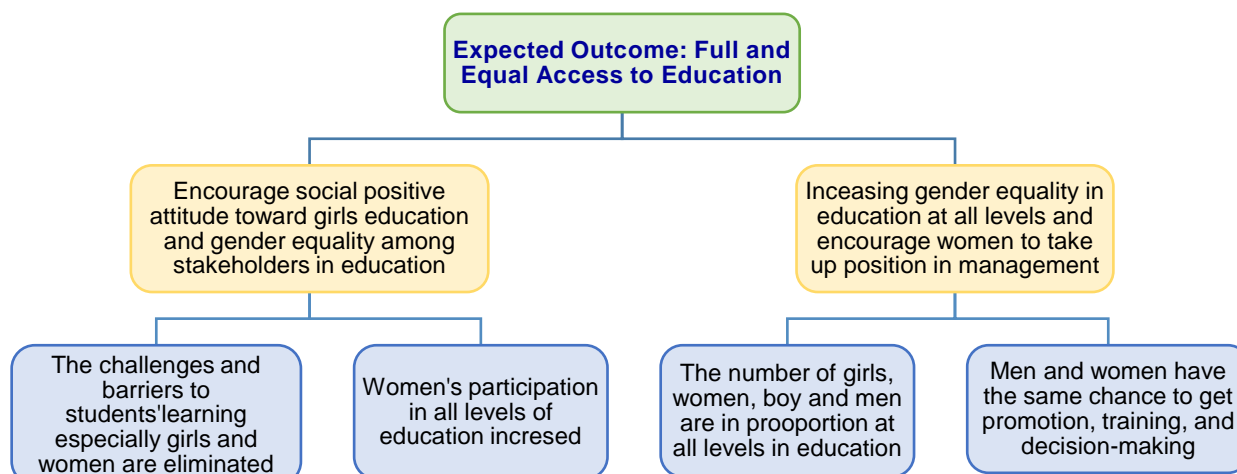 Expected Outcome: Full and
Equal Access to Education
Encourage social positive
attitude toward girls education
and gender equality among
stakeholders in education
Inceasing gender equality in
education at all levels and
encourage women to take
up position in management
The challenges and
barriers to
students'learning
especially girls and
women are eliminated
Women's participation
in all levels of
education incresed
The number of girls,
women, boy and men
are in prooportion at
all levels in education
Men and women have
the same chance to get
promotion, training, and
decision-making